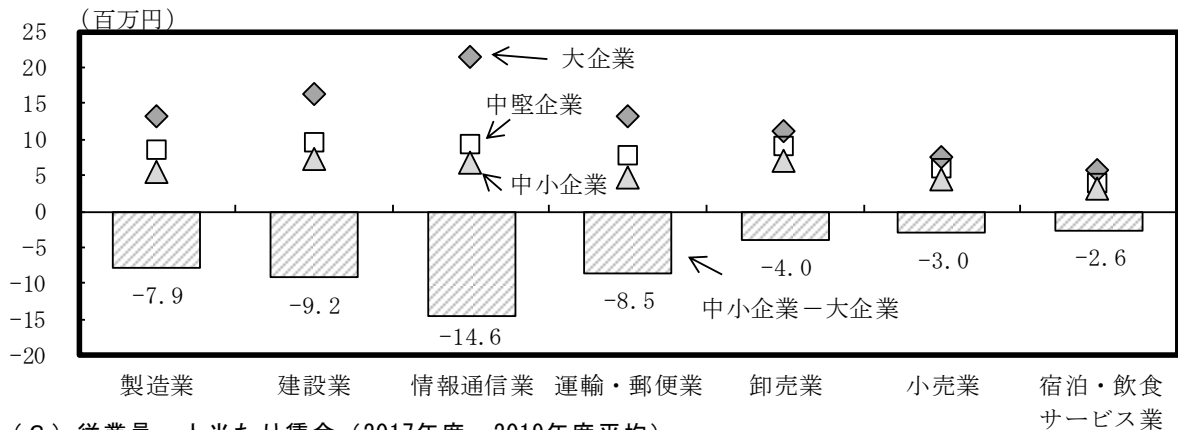 （百万円）
25
20
15
10
5
0
-5
-10
-15
-20
大企業
中堅企業
中小企業
-7.9
-9.2
-14.6
-8.5
-4.0
-3.0
-2.6
中小企業－大企業
製造業
建設業
情報通信業
運輸・郵便業
卸売業
小売業
宿泊・飲食
サービス業